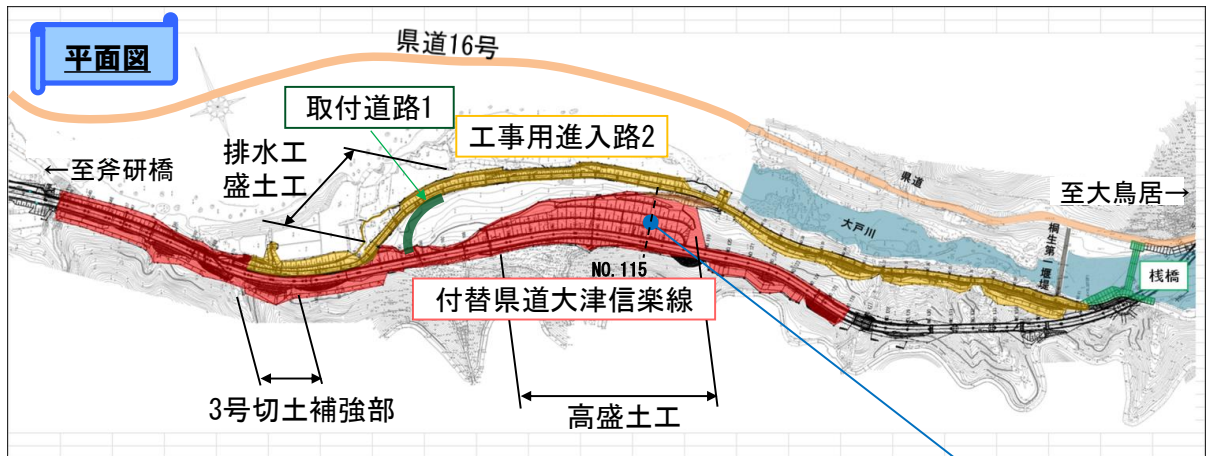 平面図
県道16号
取付道路1
工事用進入路2
排水工
盛土工
←至斧研橋
県道
至大鳥居→
大戸川
桐生第一堰堤
桟橋
NO.115
付替県道大津信楽線
3号切土補強部
高盛土工